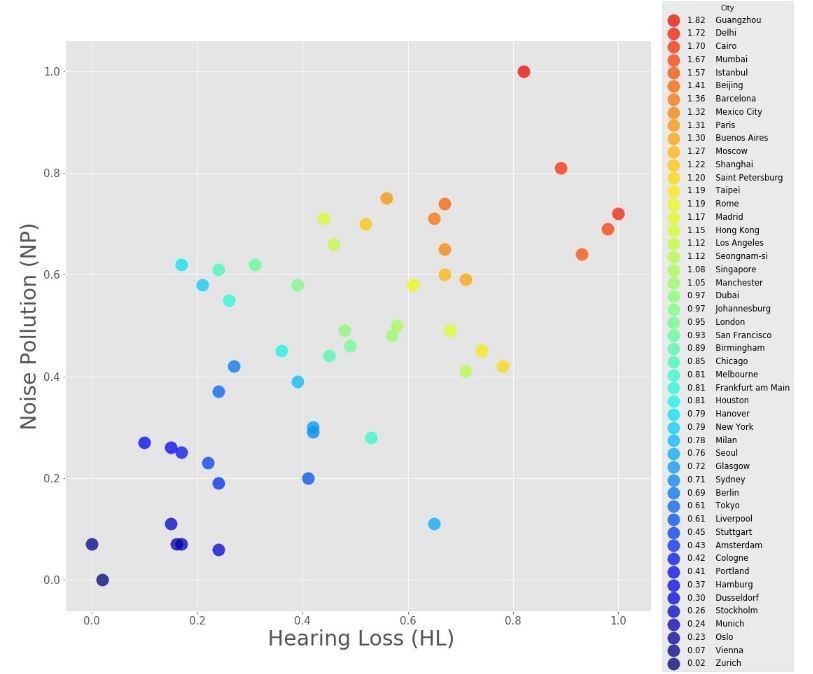 City
1.82 Guangzhou
1.72 Delhi
1.70 Cairo
1.67 Mumbai
1.57 Istanbul
1.41 Beijing
1.36 Barcelona
1.32 Mexico City
1.31 Paris
1.30 Buenos Aires
1.27 Moscow
1.22 Shanghai
1.20 Saint Petersburg
1.19 Taipei
1.19 Rome
1.17 Madrid
1.15 Hong Kong
1.12 Los Angeles
1.12 Seongnam-si
1.08 Singapore
1.05 Manchester
0.97 Dubai
0.97 Johannesburg
0.95 London
0.93 San Francisco
0.89 Birmingham
0.85 Chicago
0.81 Melbourne
0.81 Frankfurt am Main
0.81 Houston
0.79 Hanover
0.79 New York
0.78 Milan
0.76 Seoul
0.72 Glasgow
0.71 Sydney
0.69 Berlin
0.61 Tokyo
0.61 Liverpool
0.45 Stuttgart
0.43 Amsterdam
0.42 Cologne
0.41 Portland
0.37 Hamburg
0.30 Dusseldorf
0.26 Stockholm
0.24 Munich
0.23 Oslo
0.07 Vienna
0.02 Zurich
Noise Pollution (NP)
1.0
0.8
0.6
0.4
0.2
0.0
0.0 0.2 0.4 0.6 0.8 1.0
Hearing Loss (HL)